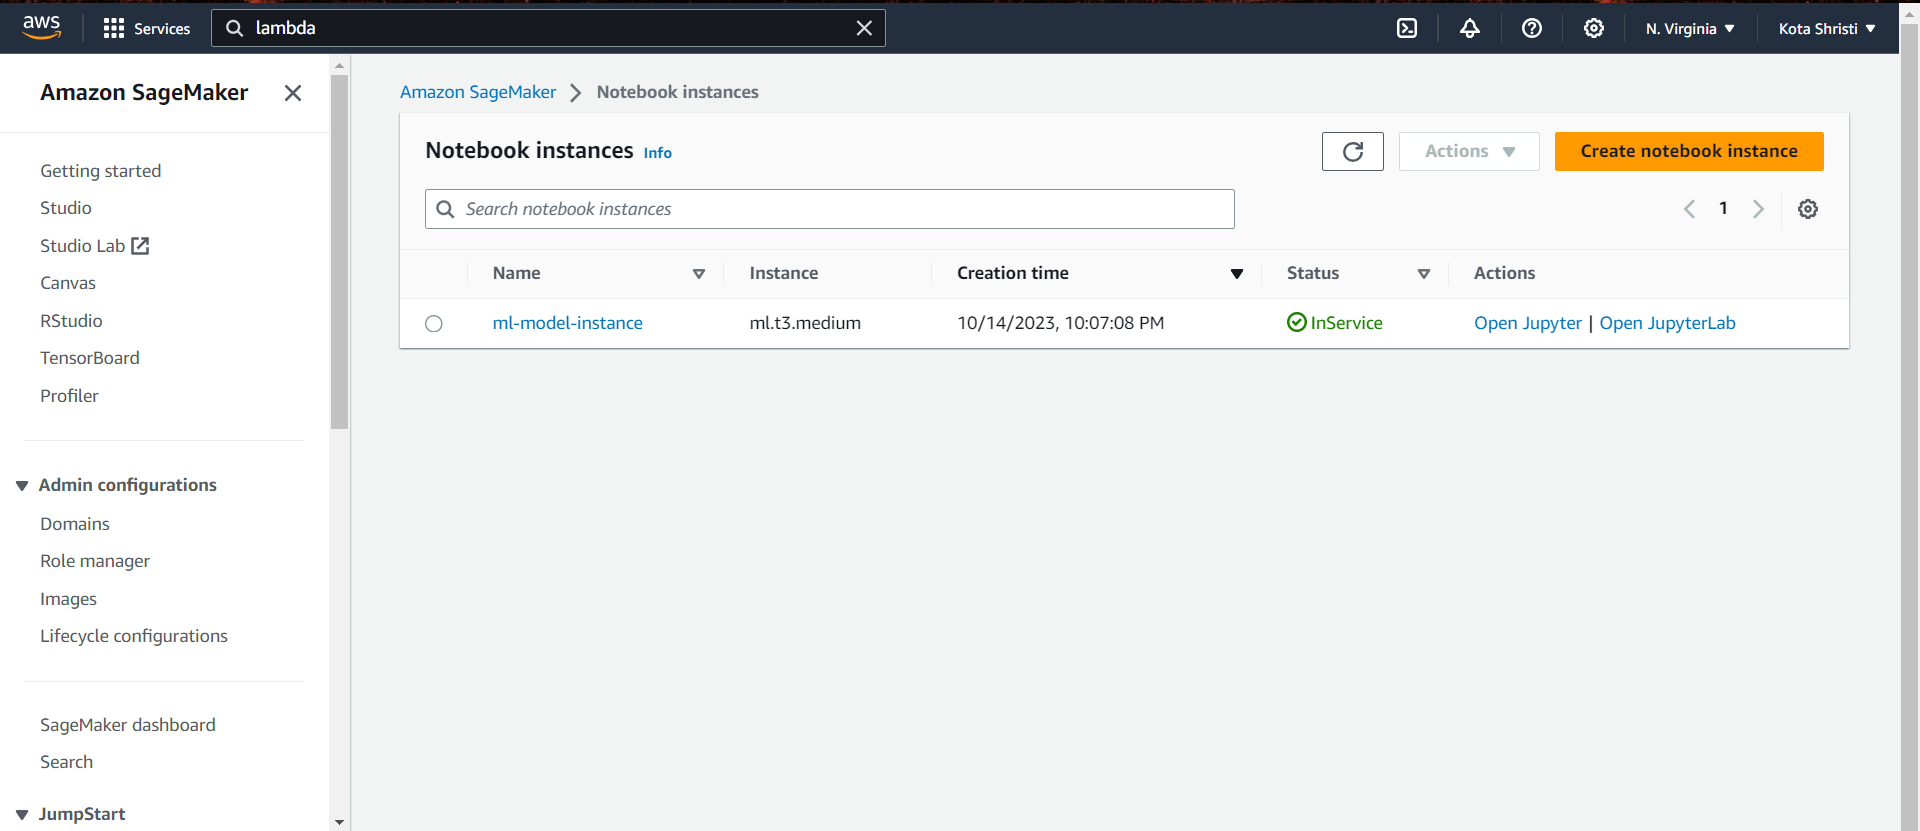 aws Services lambda N. Virginia Kota Shristi
Amazon SageMaker
Getting started
Studio
Studio Lab
Canvas
RStudio
TensorBoard
Profiler
Admin configurations
Domains
Role manager
Images
Lifecycle configurations
SageMaker dashboard
Search
JumpStart
Amazon SageMaker > Notebook instances
Notebook instances Info Actions Create notebook instance
Search notebook instances 1
Name Instance Creation time Status Actions
ml-model-instance ml.t3.medium 10/14/2023, 10:07:08 PM InService Open Jupyter | Open JupyterLab